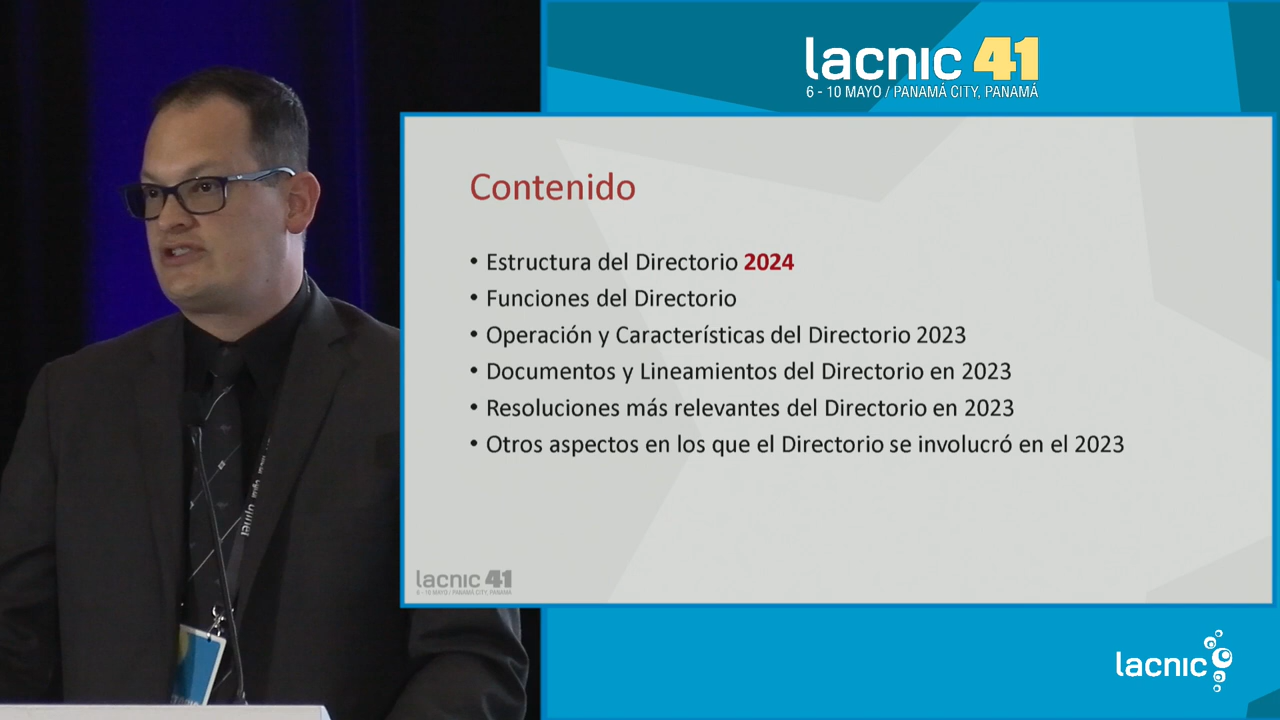 lacnic 41
6 - 10 MAYO / PANAMÁ CITY, PANAMÁ
Contenido
• Estructura del Directorio 2024
• Funciones del Directorio
• Operación y Características del Directorio 2023
• Documentos y Lineamientos del Directorio en 2023
• Resoluciones más relevantes del Directorio en 2023
• Otros aspectos en los que el Directorio se involucró en el 2023
lacnic 41
6 - 10 MAYO / PANAMÁ CITY, PANAMÁ
lacnic